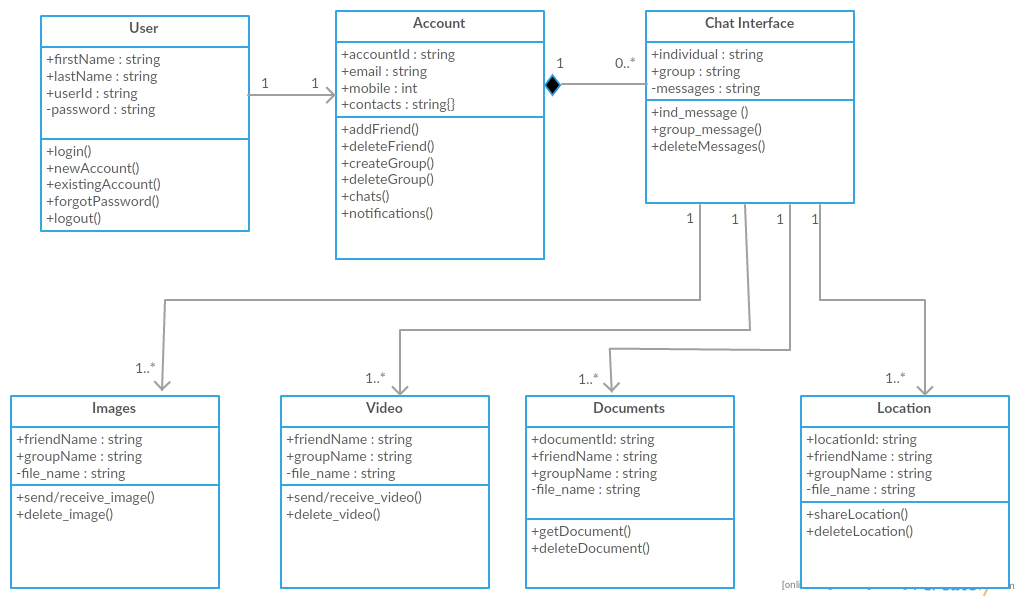 User
+firstName : string
+lastName : string
+userId : string
-password : string
+login()
+newAccount()
+existingAccount()
+forgotPassword()
+logout()
1
1
Account
+accountId : string
+email : string
+mobile : int
+contacts : string{}
+addFriend()
+deleteFriend()
+createGroup()
+deleteGroup()
+chats()
+notifications()
1
0..*
Chat Interface
+individual : string
+group : string
-messages : string
+ind_message ()
+group_message()
+deleteMessages()
1
1
1
1
1..*
1..*
1..*
1..*
Images
+friendName : string
+groupName : string
-file_name : string
+send/receive_image()
+delete_image()
Video
+friendName : string
+groupName : string
-file_name : string
+send/receive_video()
+delete_video()
Documents
+documentId: string
+friendName : string
+groupName : string
-file_name : string
+getDocument()
+deleteDocument()
Location
+locationId: string
+friendName : string
+groupName : string
-file_name : string
+shareLocation()
+deleteLocation()